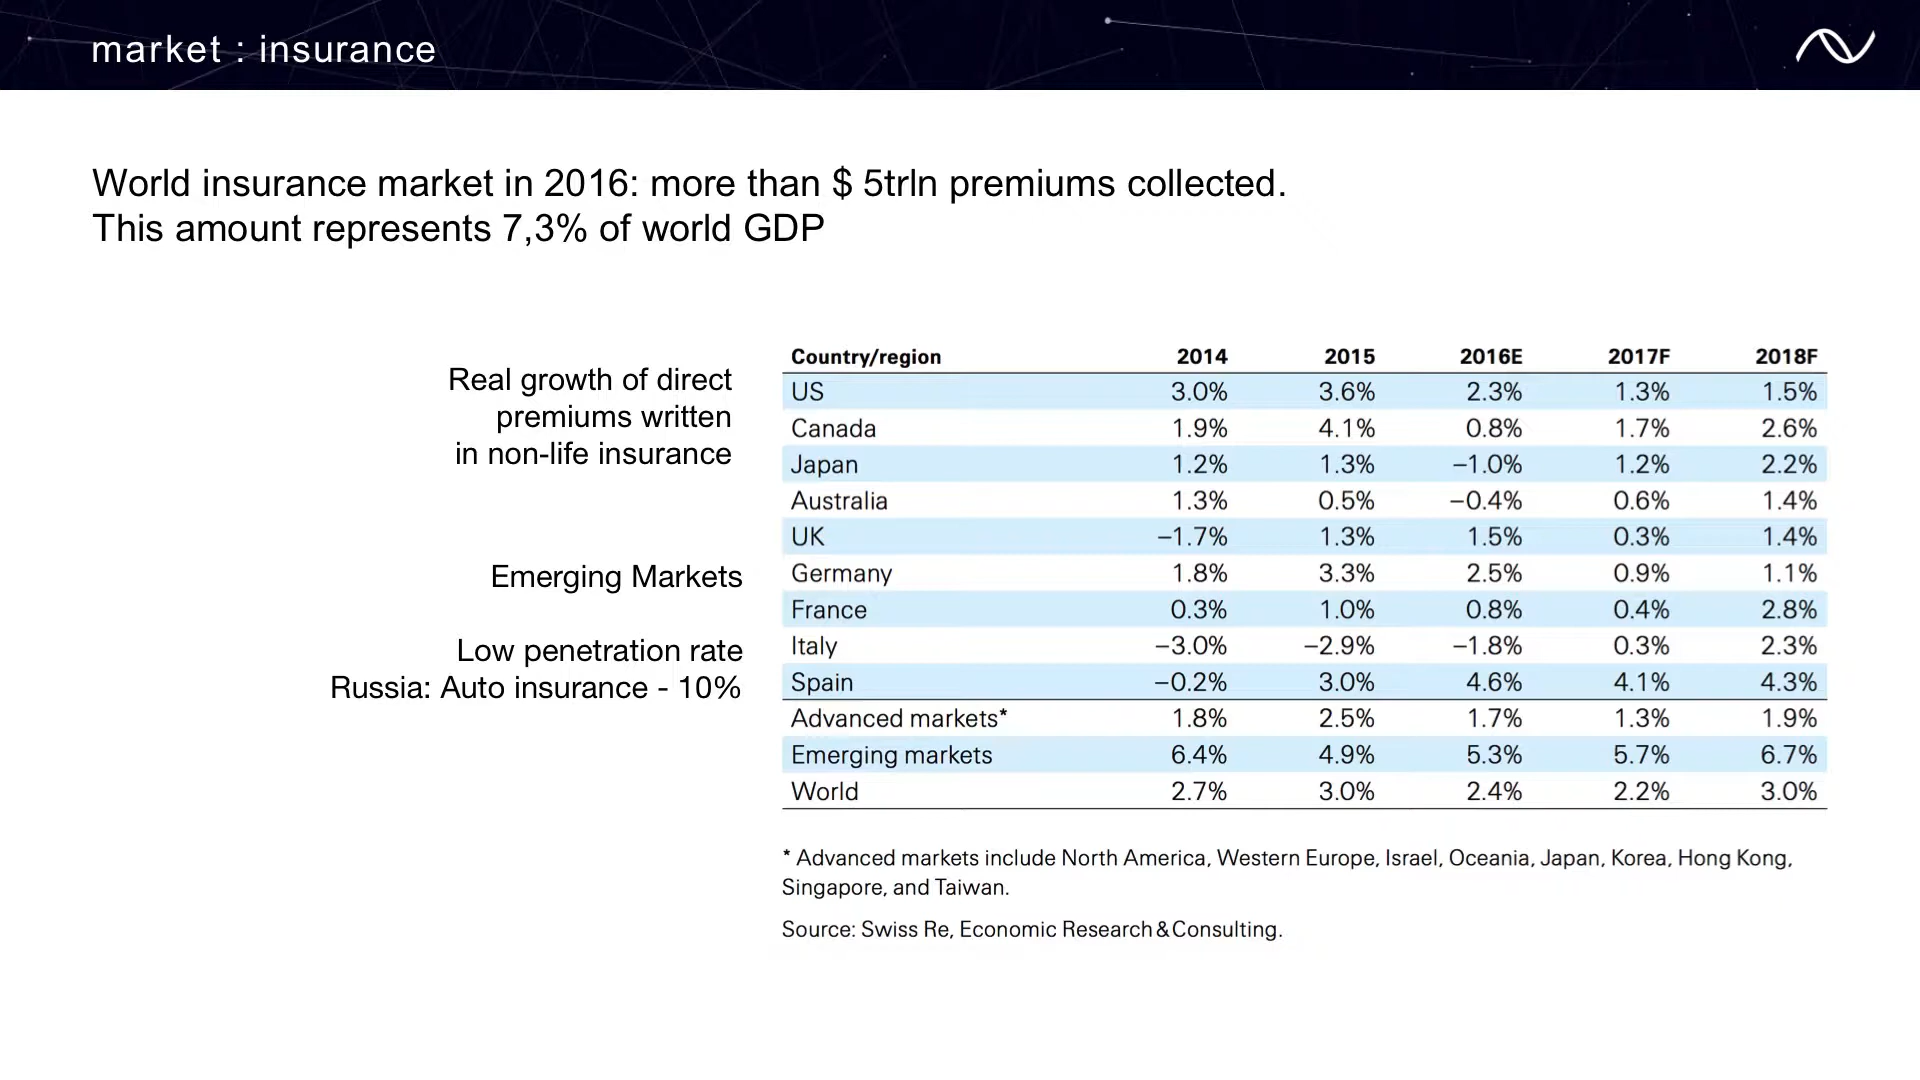 market : insurance
World insurance market in 2016: more than $ 5trln premiums collected.
This amount represents 7,3% of world GDP
Real growth of direct
premiums written
in non-life insurance
Emerging Markets
Low penetration rate
Russia: Auto insurance - 10%
Country/region 2014 2015 2016E 2017F 2018F
US 3.0% 3.6% 2.3% 1.3% 1.5%
Canada 1.9% 4.1% 0.8% 1.7% 2.6%
Japan 1.2% 1.3% –1.0% 1.2% 2.2%
Australia 1.3% 0.5% –0.4% 0.6% 1.4%
UK –1.7% 1.3% 1.5% 0.3% 1.4%
Germany 1.8% 3.3% 2.5% 0.9% 1.1%
France 0.3% 1.0% 0.8% 0.4% 2.8%
Italy –3.0% –2.9% –1.8% 0.3% 2.3%
Spain –0.2% 3.0% 4.6% 4.1% 4.3%
Advanced markets* 1.8% 2.5% 1.7% 1.3% 1.9%
Emerging markets 6.4% 4.9% 5.3% 5.7% 6.7%
World 2.7% 3.0% 2.4% 2.2% 3.0%
* Advanced markets include North America, Western Europe, Israel, Oceania, Japan, Korea, Hong Kong,
Singapore, and Taiwan.
Source: Swiss Re, Economic Research & Consulting.